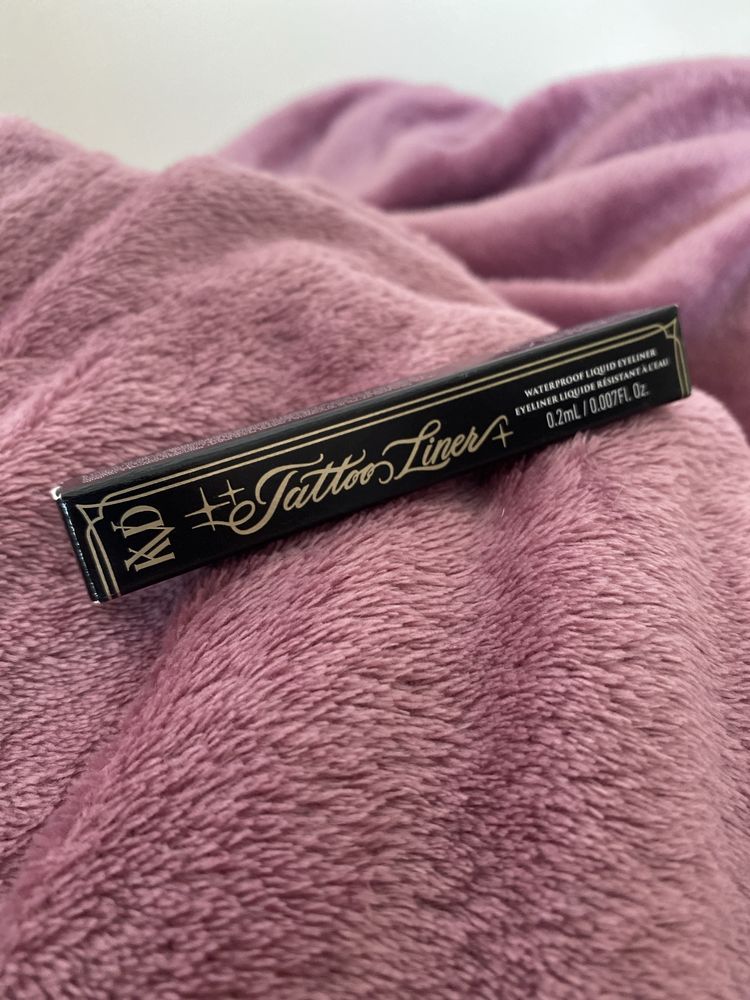 KVD
Tattoo Liner
WATERPROOF LIQUID EYELINER
EYELINER LIQUIDE RÉSISTANT À L'EAU
0.2mL / 0.007FL. Oz.